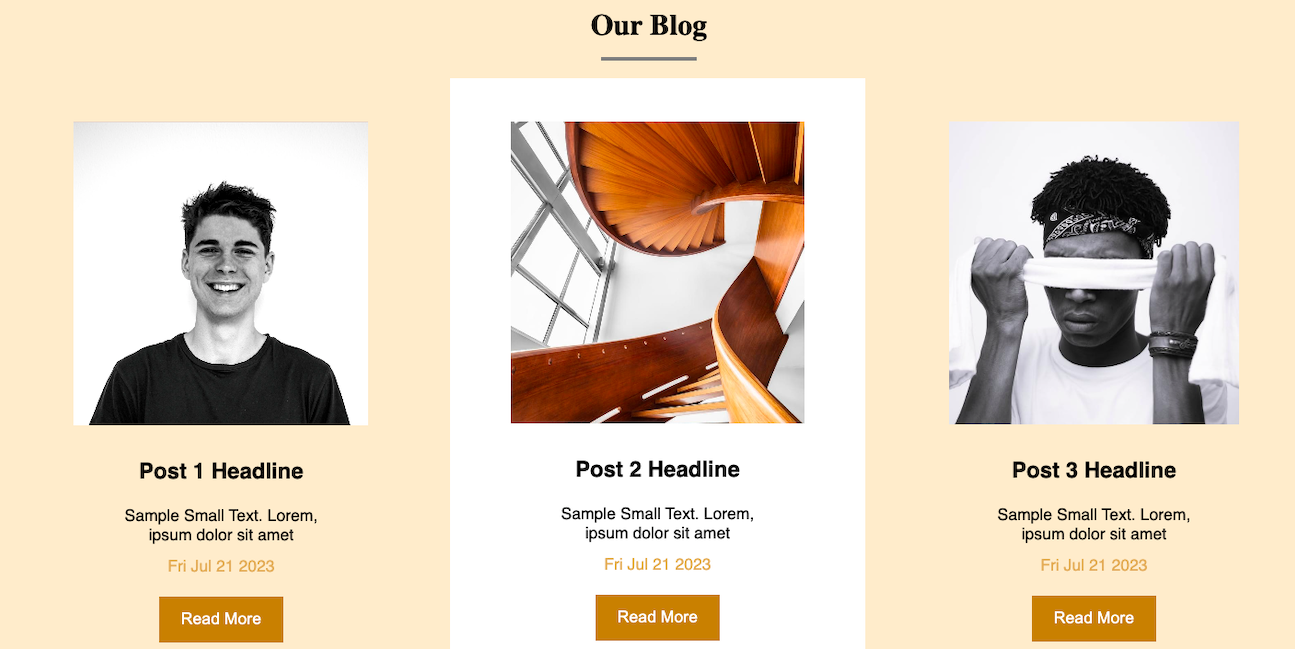 Our Blog
Post 1 Headline
Sample Small Text. Lorem,
ipsum dolor sit amet
Fri Jul 21 2023
Read More
Post 2 Headline
Sample Small Text. Lorem,
ipsum dolor sit amet
Fri Jul 21 2023
Read More
Post 3 Headline
Sample Small Text. Lorem,
ipsum dolor sit amet
Fri Jul 21 2023
Read More